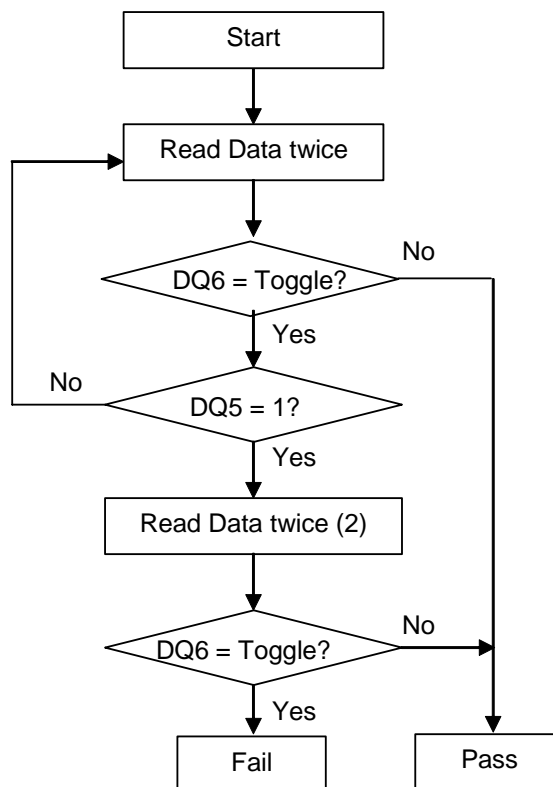 Start
Read Data twice
No
DQ6 = Toggle?
Yes
No
DQ5 = 1?
Yes
Read Data twice (2)
No
DQ6 = Toggle?
Yes
Fail
Pass